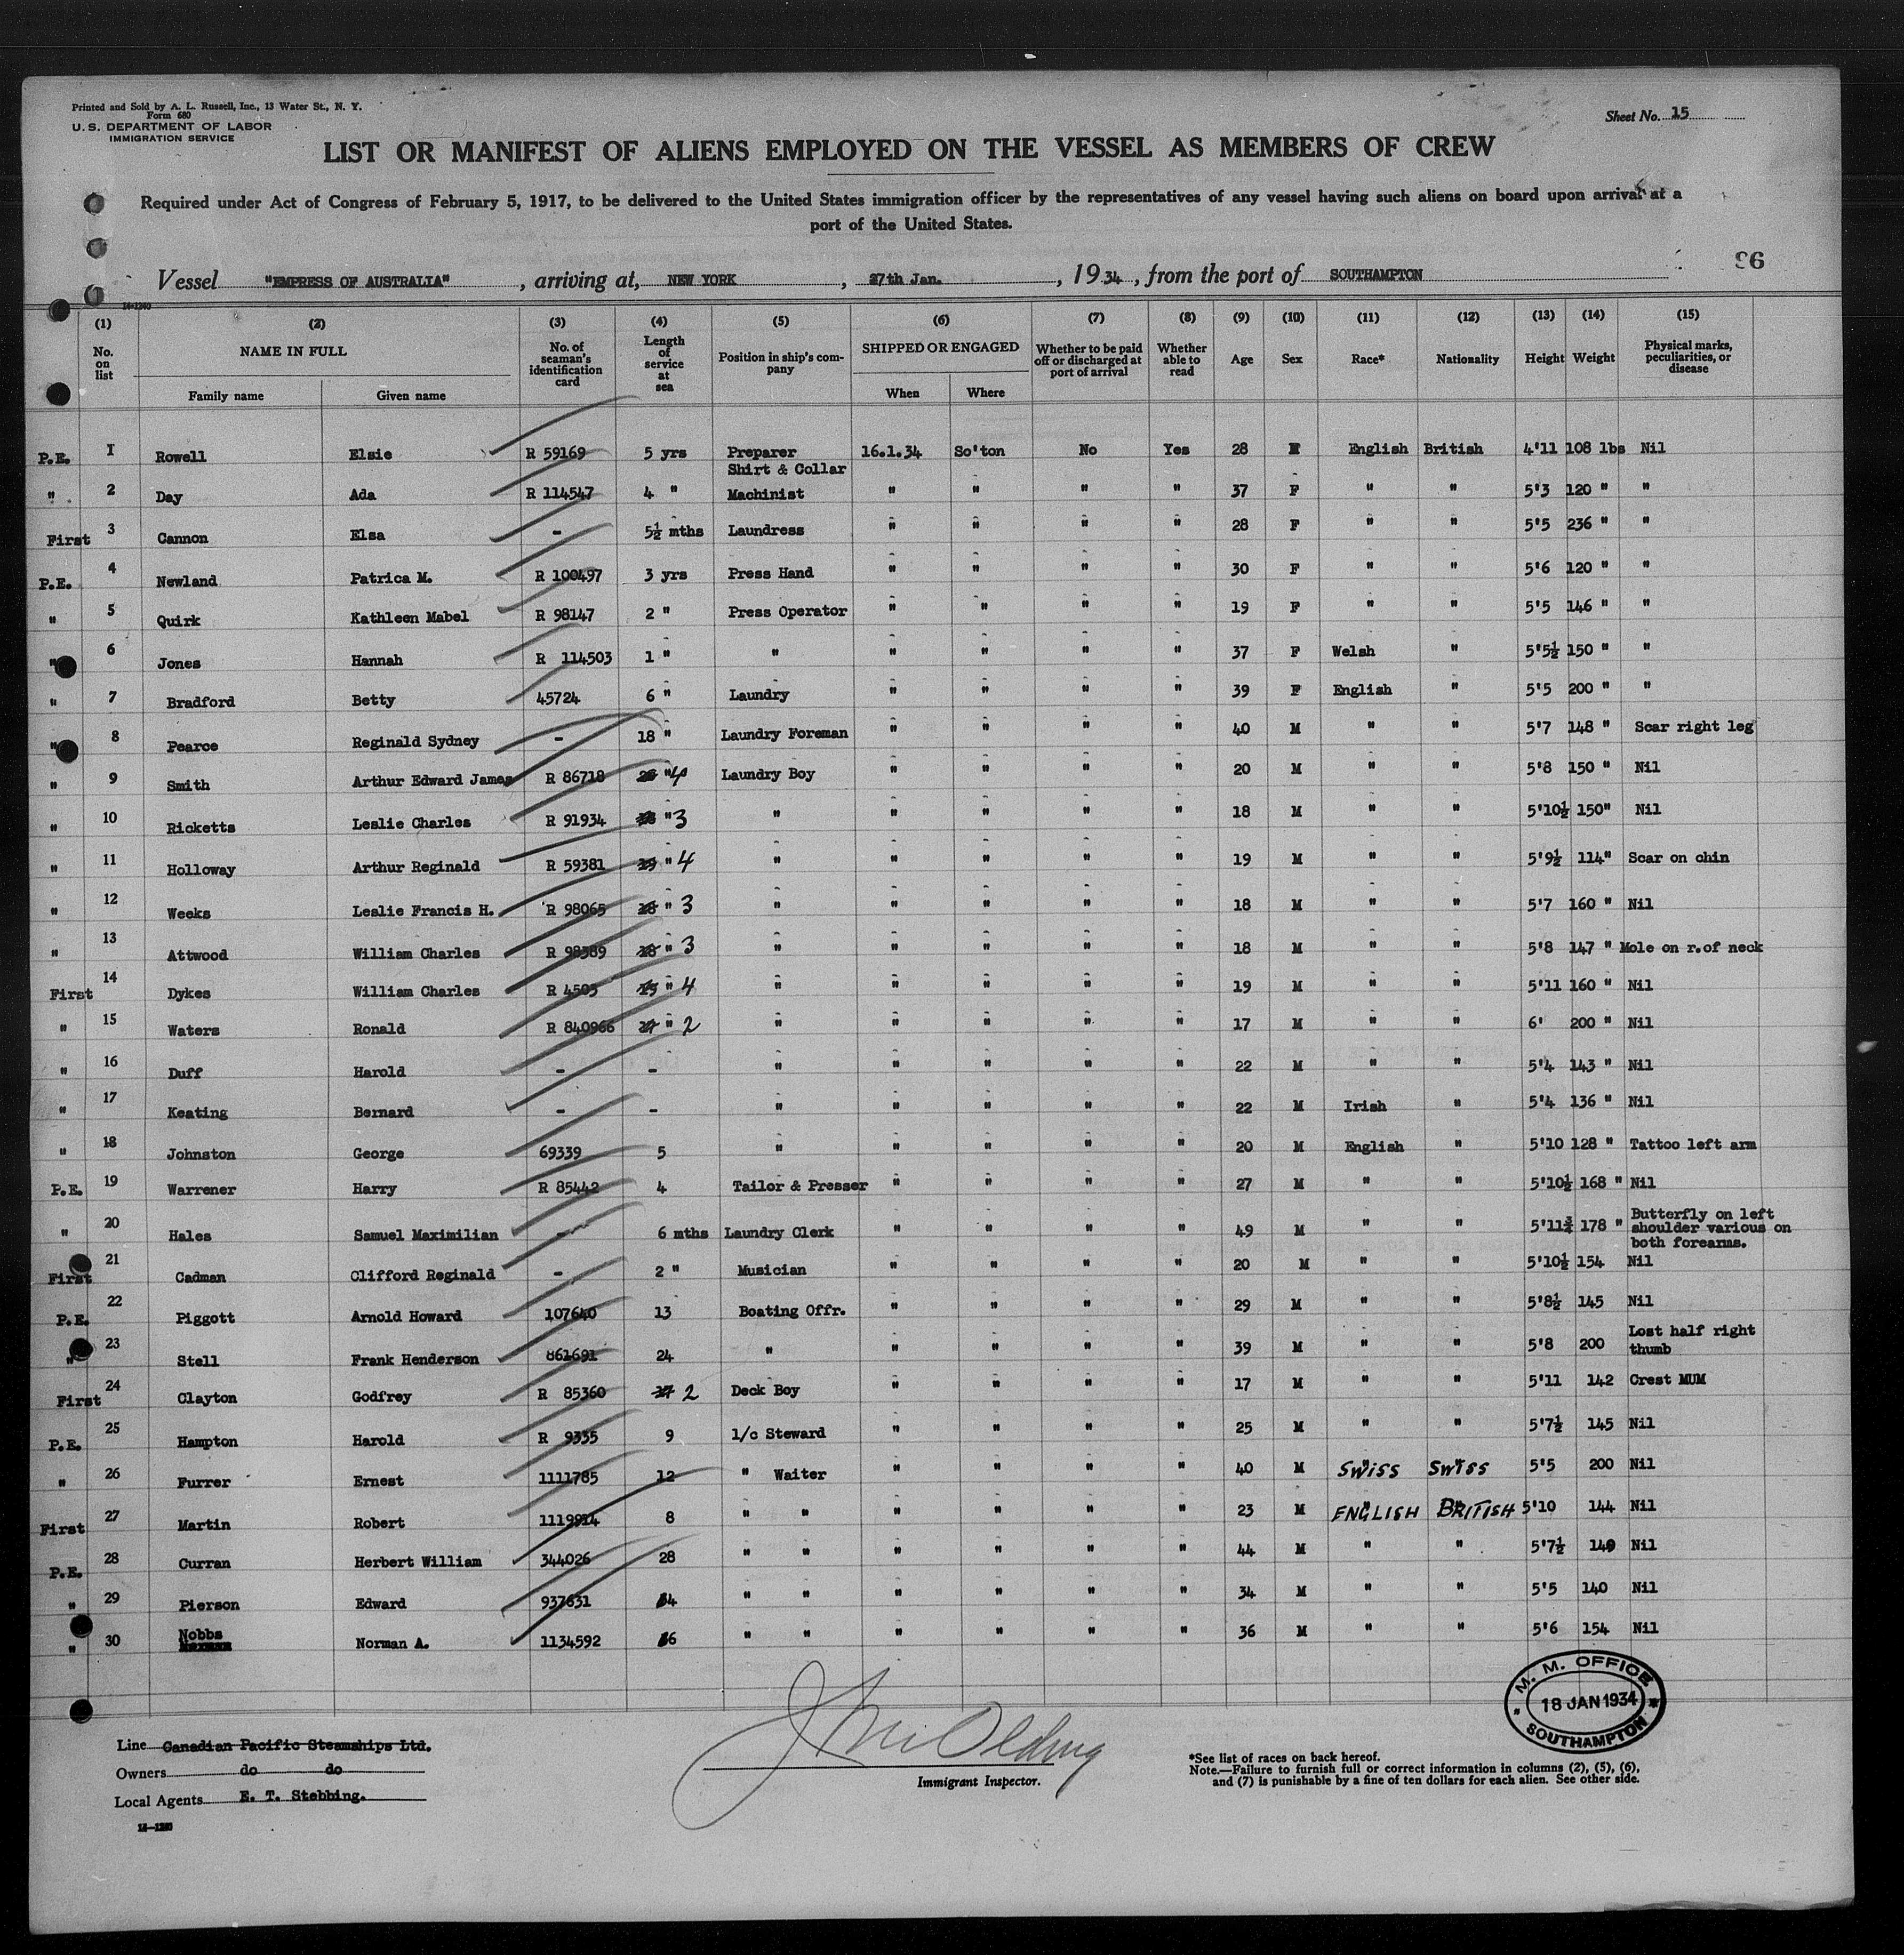 Printed and Sold by A. L. Russell, Inc., 13 Water St., N. Y.
Form 680
U. S. DEPARTMENT OF LABOR
IMMIGRATION SERVICE
Sheet No. 15
LIST OR MANIFEST OF ALIENS EMPLOYED ON THE VESSEL AS MEMBERS OF CREW
Required under Act of Congress of February 5, 1917, to be delivered to the United States immigration officer by the representatives of any vessel having such aliens on board upon arrival at a
port of the United States.
96
Vessel "EMPRESS OF AUSTRALIA", arriving at, NEW YORK, 27th Jan., 1934, from the port of SOUTHAMPTON
14-1240
(1) (2) (3) (4) (5) (6) (7) (8) (9) (10) (11) (12) (13) (14) (15)
No. on list NAME IN FULL No. of seaman's identification card Length of service at sea Position in ship's company SHIPPED OR ENGAGED Whether to be paid off or discharged at port of arrival Whether able to read Age Sex Race* Nationality Height Weight Physical marks, peculiarities, or disease
Family name Given name When Where
P.E. 1 Rowell Elsie R 59169 5 yrs Preparer 16.1.34 So'ton No Yes 28 F English British 4'11 108 lbs Nil
Shirt & Collar
" 2 Day Ada R 114547 4 " Machinist " " " " 37 F " " 5'3 120 " "
First 3 Cannon Elsa - 5½ mths Laundress " " " " 28 F " " 5'5 236 " "
P.E. 4 Newland Patrica M. R 100497 3 yrs Press Hand " " " " 30 F " " 5'6 120 " "
" 5 Quirk Kathleen Mabel R 98147 2 " Press Operator " " " " 19 F " " 5'5 146 " "
" 6 Jones Hannah R 114503 1 " " " " " " 37 F Welsh " 5'5½ 150 " "
" 7 Bradford Betty 45724 6 " Laundry " " " " 39 F English " 5'5 200 " "
" 8 Pearce Reginald Sydney - 18 " Laundry Foreman " " " " 40 M " " 5'7 148 " Scar right leg
" 9 Smith Arthur Edward James R 86718 " 4 Laundry Boy " " " " 20 M " " 5'8 150 " Nil
" 10 Ricketts Leslie Charles R 91934 " 3 " " " " " 18 M " " 5'10½ 150" Nil
" 11 Holloway Arthur Reginald R 59381 " 4 " " " " " 19 M " " 5'9½ 114" Scar on chin
" 12 Weeks Leslie Francis H. R 98065 " 3 " " " " " 18 M " " 5'7 160 " Nil
" 13 Attwood William Charles R 98389 " 3 " " " " " 18 M " " 5'8 147 " Mole on r.of neck
First 14 Dykes William Charles R 4503 " 4 " " " " " 19 M " " 5'11 160 " Nil
" 15 Waters Ronald R 840966 " 2 " " " " " 17 M " " 6' 200 " Nil
" 16 Duff Harold - - " " " " " 22 M " " 5'4 143 " Nil
" 17 Keating Bernard - - " " " " " 22 M Irish " 5'4 136 " Nil
" 18 Johnston George 69339 5 " " " " " 20 M English " 5'10 128 " Tattoo left arm
P.E. 19 Warrener Harry R 85442 4 Tailor & Presser " " " " 27 M " " 5'10½ 168 " Nil
" 20 Hales Samuel Maximilian - 6 mths Laundry Clerk " " " " 49 M " " 5'11¾ 178 " Butterfly on left
shoulder various on
both forearms.
First 21 Cadman Clifford Reginald - 2 " Musician " " " " 20 M " " 5'10½ 154 Nil
P.E. 22 Piggott Arnold Howard 107640 13 Boating Offr. " " " " 29 M " " 5'8½ 145 Nil
" 23 Stell Frank Henderson 861691 24 " " " " " 39 M " " 5'8 200 Lost half right
thumb
First 24 Clayton Godfrey R 85360 2 Deck Boy " " " " 17 M " " 5'11 142 Crest MUM
P.E. 25 Hampton Harold R 9335 9 1/c Steward " " " " 25 M " " 5'7½ 145 Nil
" 26 Furrer Ernest 1111785 12 " Waiter " " " " 40 M SWISS SWISS 5'5 200 Nil
First 27 Martin Robert 1119914 8 " " " " " " 23 M ENGLISH BRITISH 5'10 144 Nil
P.E. 28 Curran Herbert William 344026 28 " " " " " " 44 M " " 5'7½ 149 Nil
" 29 Pierson Edward 937631 4 " " " " " " 34 M " " 5'5 140 Nil
" 30 Nobbs Norman A. 1134592 6 " " " " " " 36 M " " 5'6 154 Nil
M. M. OFFICE
18 JAN 1934
SOUTHAMPTON
Line Canadian Pacific Steamships Ltd.
Owners do do
Local Agents E. T. Stebbing.
14-1240
Immigrant Inspector.
*See list of races on back hereof.
Note.—Failure to furnish full or correct information in columns (2), (5), (6),
and (7) is punishable by a fine of ten dollars for each alien. See other side.